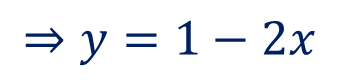 ⇒ y = 1 − 2x